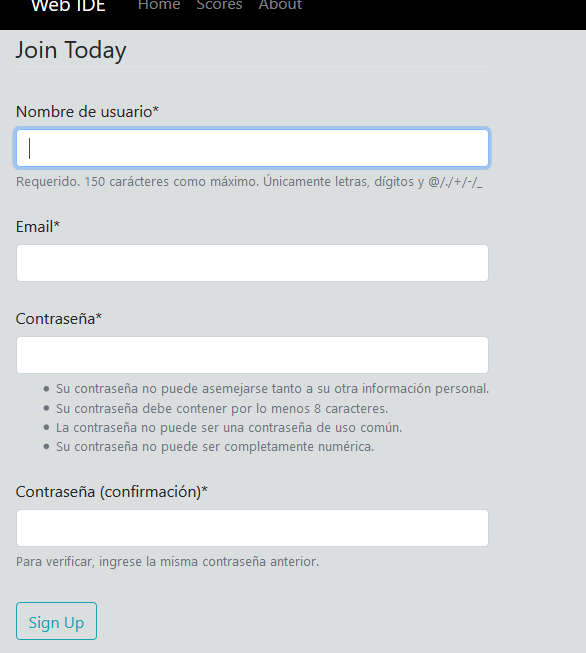 Web IDE Home Scores About
Join Today
Nombre de usuario*
Requerido. 150 carácteres como máximo. Únicamente letras, dígitos y @/./+/-/_
Email*
Contraseña*
Su contraseña no puede asemejarse tanto a su otra información personal.
Su contraseña debe contener por lo menos 8 caracteres.
La contraseña no puede ser una contraseña de uso común.
Su contraseña no puede ser completamente numérica.
Contraseña (confirmación)*
Para verificar, ingrese la misma contraseña anterior.
Sign Up